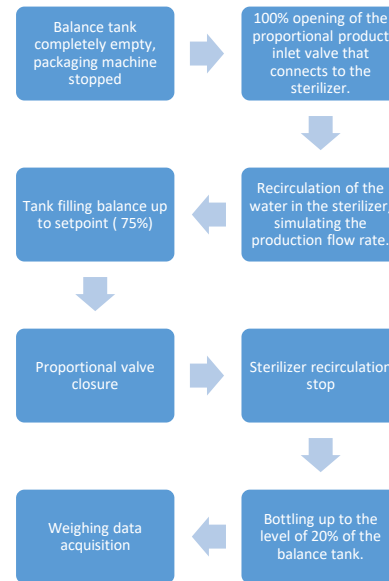 Balance tank
completely empty,
packaging machine
stopped
100% opening of the
proportional product
inlet valve that
connects to the
sterilizer.
Recirculation of the
water in the sterilizer,
simulating the
production flow rate.
Tank filling balance up
to setpoint ( 75%)
Proportional valve
closure
Sterilizer recirculation
stop
Bottling up to the
level of 20% of the
balance tank.
Weighing data
acquisition